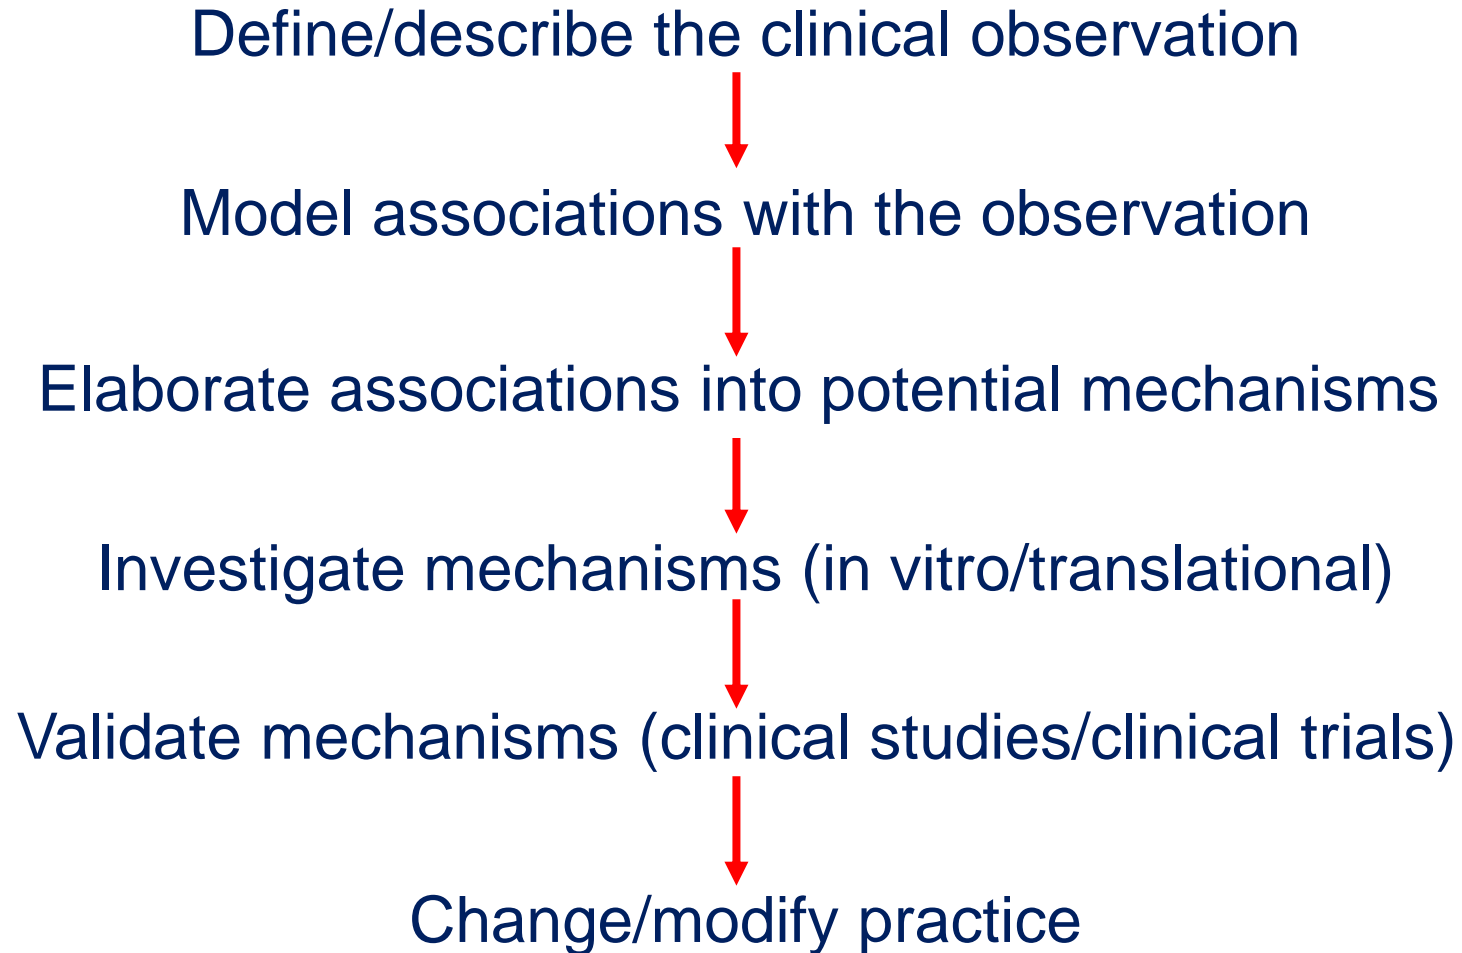 Define/describe the clinical observation
Model associations with the observation
Elaborate associations into potential mechanisms
Investigate mechanisms (in vitro/translational)
Validate mechanisms (clinical studies/clinical trials)
Change/modify practice